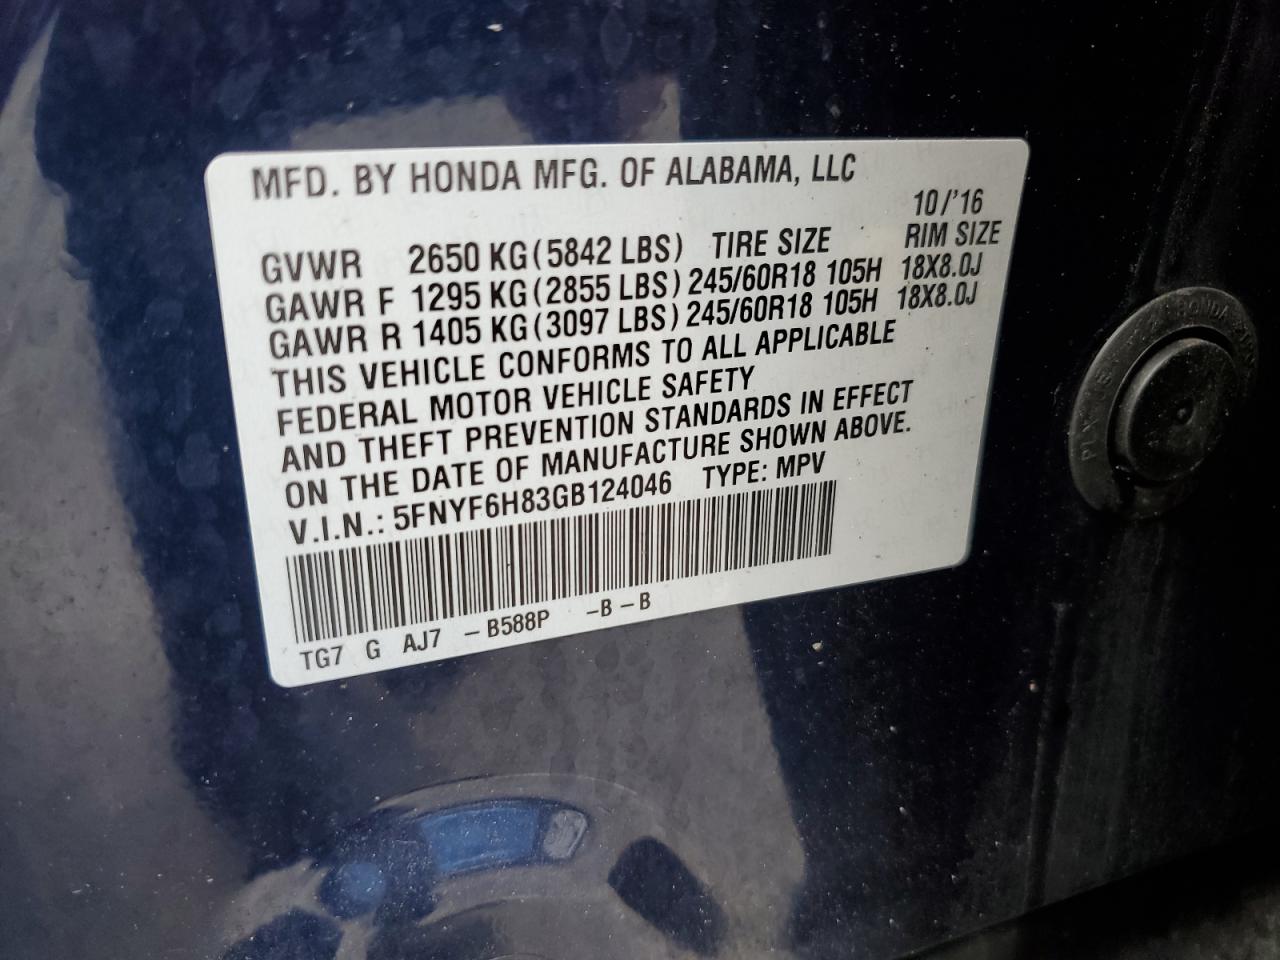 MFD. BY HONDA MFG. OF ALABAMA, LLC
10/'16
GVWR 2650 KG (5842 LBS) TIRE SIZE RIM SIZE
GAWR F 1295 KG (2855 LBS) 245/60R18 105H 18X8.0J
GAWR R 1405 KG (3097 LBS) 245/60R18 105H 18X8.0J
THIS VEHICLE CONFORMS TO ALL APPLICABLE
FEDERAL MOTOR VEHICLE SAFETY
AND THEFT PREVENTION STANDARDS IN EFFECT
ON THE DATE OF MANUFACTURE SHOWN ABOVE.
V.I.N.: 5FNYF6H83GB124046 TYPE: MPV
TG7 G AJ7 - B588P -B - B
HONDA